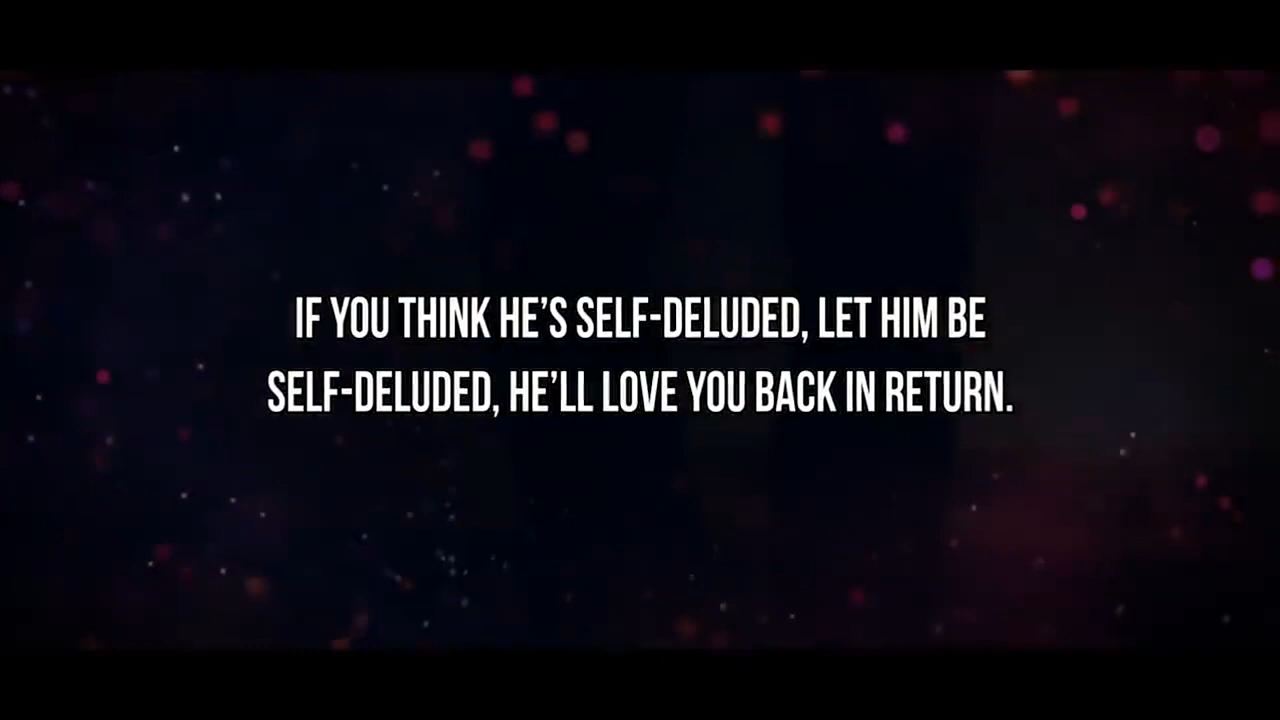 IF YOU THINK HE’S SELF-DELUDED, LET HIM BE
SELF-DELUDED, HE’LL LOVE YOU BACK IN RETURN.